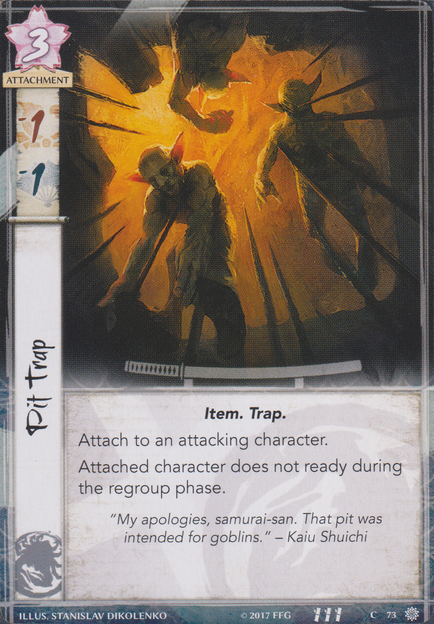 3
ATTACHMENT
-1
-1
Pit Trap
Item. Trap.
Attach to an attacking character.
Attached character does not ready during
the regroup phase.
"My apologies, samurai-san. That pit was
intended for goblins." – Kaiu Shuichi
ILLUS. STANISLAV DIKOLENKO © 2017 FFG C 73